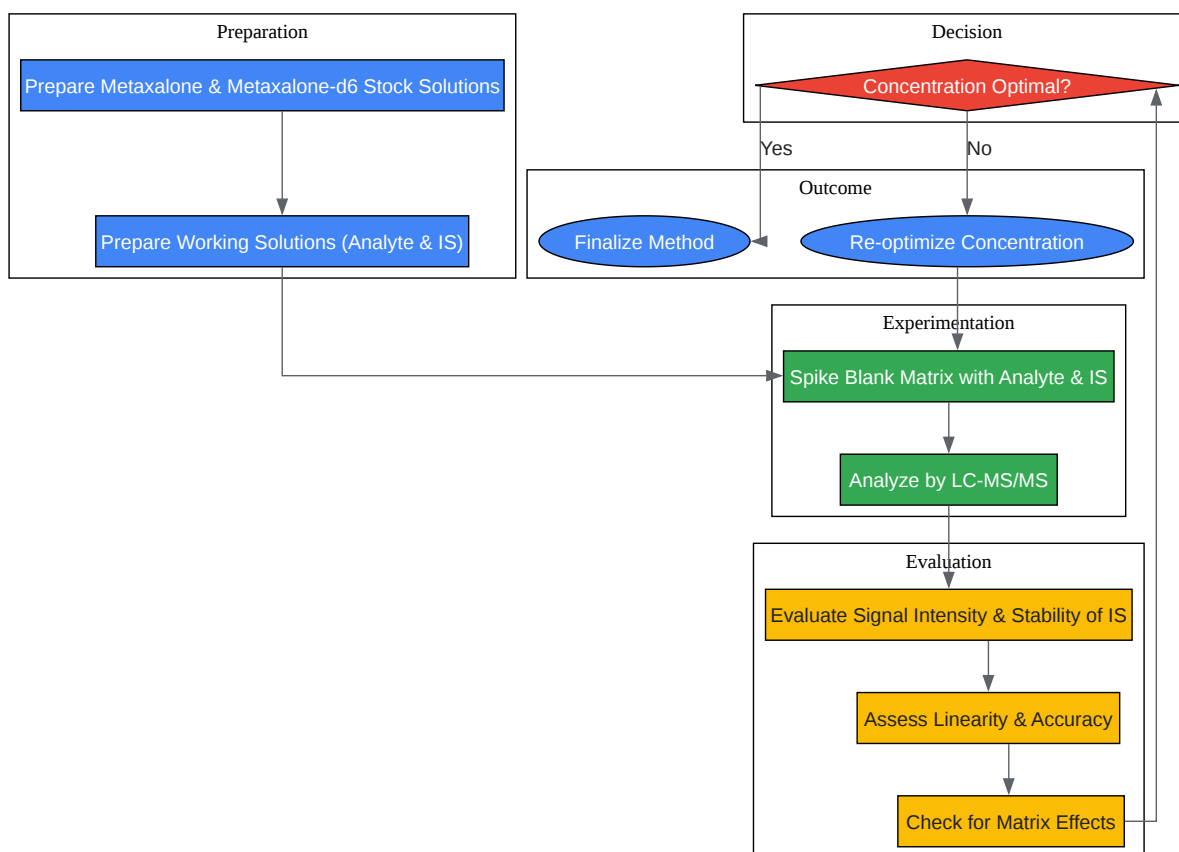 Preparation
Prepare Metaxalone & Metaxalone-d6 Stock Solutions
Prepare Working Solutions (Analyte & IS)
Decision
Concentration Optimal?
Yes
No
Outcome
Finalize Method
Re-optimize Concentration
Experimentation
Spike Blank Matrix with Analyte & IS
Analyze by LC-MS/MS
Evaluation
Evaluate Signal Intensity & Stability of IS
Assess Linearity & Accuracy
Check for Matrix Effects